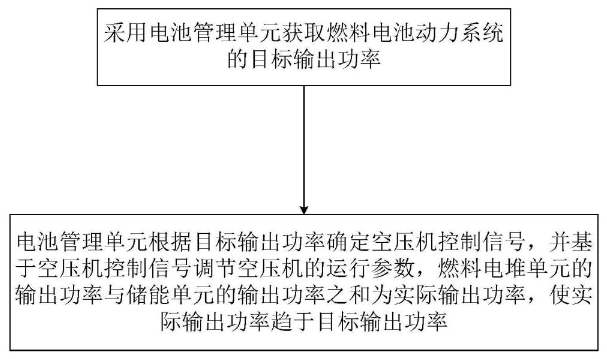 采用电池管理单元获取燃料电池动力系统
的目标输出功率
电池管理单元根据目标输出功率确定空压机控制信号，并基
于空压机控制信号调节空压机的运行参数，燃料电堆单元的
输出功率与储能单元的输出功率之和为实际输出功率，使实
际输出功率趋于目标输出功率